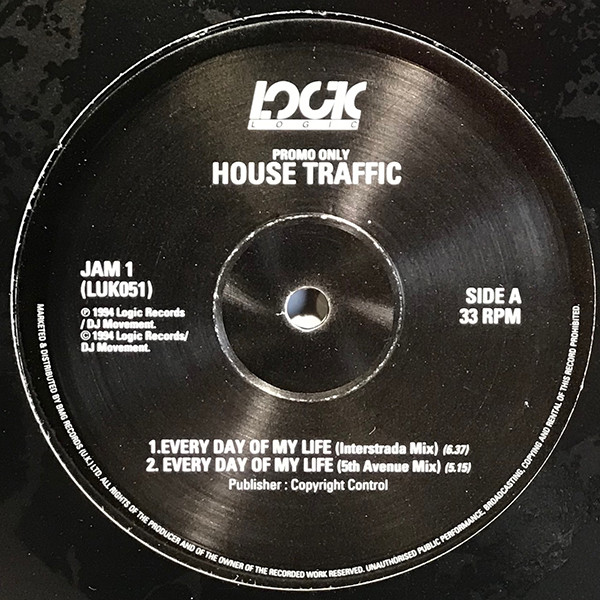 LOGIC
LOGIC
PROMO ONLY
HOUSE TRAFFIC
JAM 1
(LUK051)
℗ 1994 Logic Records
/ DJ Movement.
© 1994 Logic Records/
DJ Movement.
SIDE A
33 RPM
1.EVERY DAY OF MY LIFE (Interstrada Mix) (6.37)
2. EVERY DAY OF MY LIFE (5th Avenue Mix) (5.15)
Publisher : Copyright Control
MARKETED & DISTRIBUTED BY BMG RECORDS (U.K.) LTD. ALL RIGHTS OF THE PRODUCER AND OF THE OWNER OF THE RECORDED WORK RESERVED. UNAUTHORISED PUBLIC PERFORMANCE. BROADCASTING, COPYING AND RENTAL OF THIS RECORD PROHIBITED.